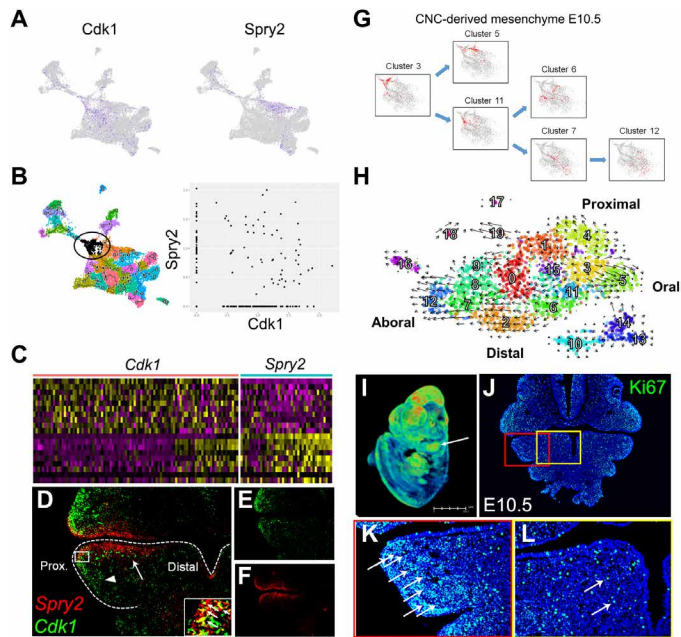 A
Cdk1
Spry2
B
Spry2
Cdk1
C
Cdk1
Spry2
D
Prox.
Distal
Spry2
Cdk1
E
F
G
CNC-derived mesenchyme E10.5
Cluster 5
Cluster 3
Cluster 6
Cluster 11
Cluster 7
Cluster 12
H
17
Proximal
18
19
4
1
16
9
15
3
0
8
5
Oral
12
11
7
6
Aboral
2
14
10
13
Distal
I
J
Ki67
E10.5
K
L